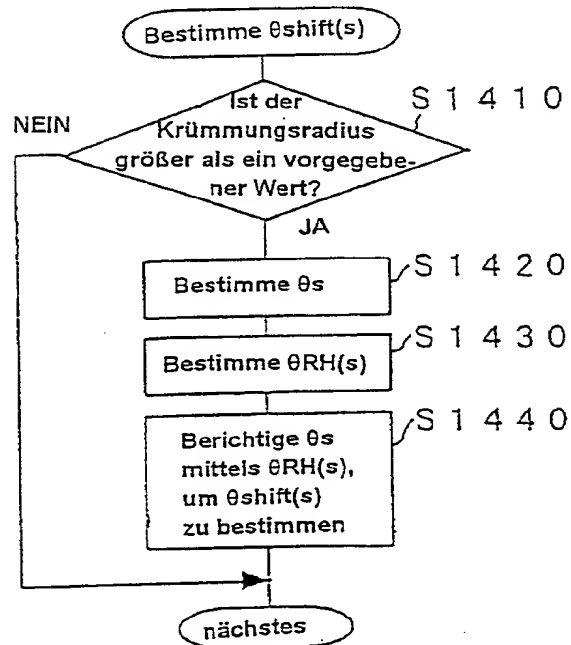 Bestimme θshift(s)
Ist der
Krümmungsradius
größer als ein vorgegebe-
ner Wert?
S1410
NEIN
JA
Bestimme θs
S1420
Bestimme θRH(s)
S1430
Berichtige θs
mittels θRH(s),
um θshift(s)
zu bestimmen
S1440
nächstes